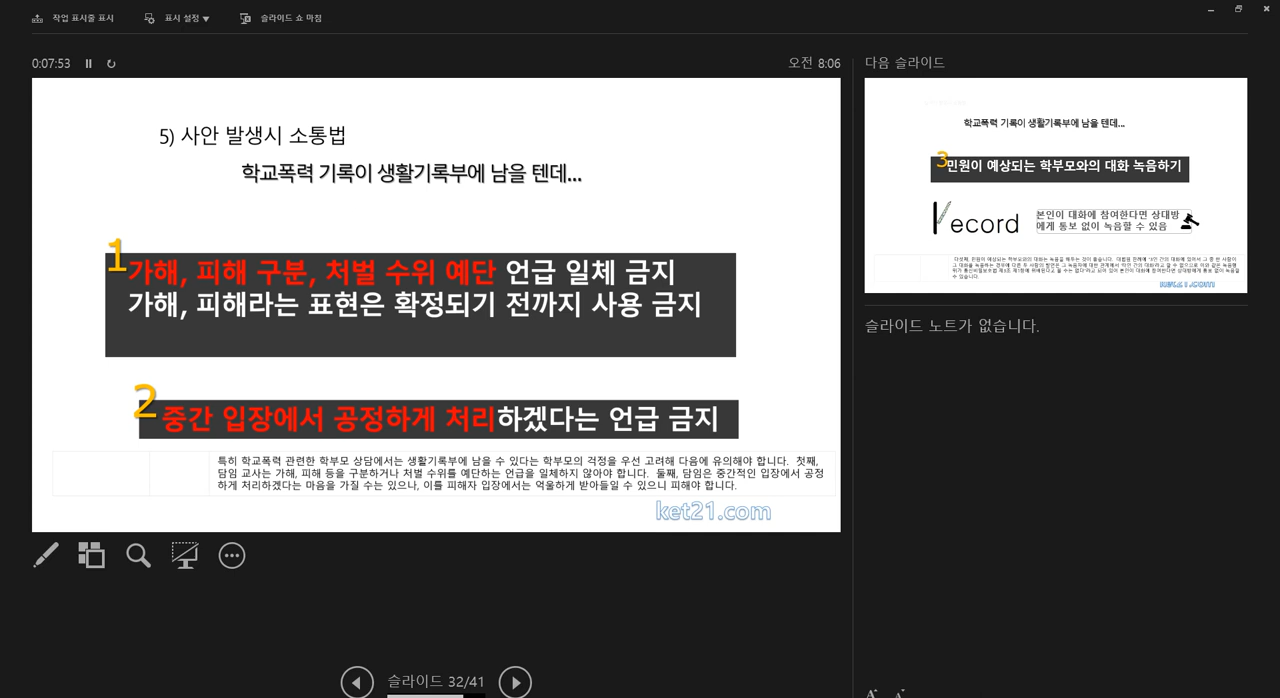 작업 표시줄 표시
표시 설정 ▼
슬라이드 쇼 마침
0:07:53
오전 8:06
5) 사안 발생시 소통법
학교폭력 기록이 생활기록부에 남을 텐데...
1
가해, 피해 구분, 처벌 수위 예단 언급 일체 금지
가해, 피해라는 표현은 확정되기 전까지 사용 금지
2
중간 입장에서 공정하게 처리하겠다는 언급 금지
특히 학교폭력 관련한 학부모 상담에서는 생활기록부에 남을 수 있다는 학부모의 걱정을 우선 고려해 다음에 유의해야 합니다. 첫째,
담임 교사는 가해, 피해 등을 구분하거나 처벌 수위를 예단하는 언급을 일체하지 않아야 합니다. 둘째, 담임은 중간적인 입장에서 공정
하게 처리하겠다는 마음을 가질 수는 있으나, 이를 피해자 입장에서는 억울하게 받아들일 수 있으니 피해야 합니다.
ket21.com
슬라이드 32/41
다음 슬라이드
학교폭력 기록이 생활기록부에 남을 텐데...
3
민원이 예상되는 학부모와의 대화 녹음하기
Record
본인이 대화에 참여한다면 상대방
에게 통보 없이 녹음할 수 있음
ket21.com
슬라이드 노트가 없습니다.
A A